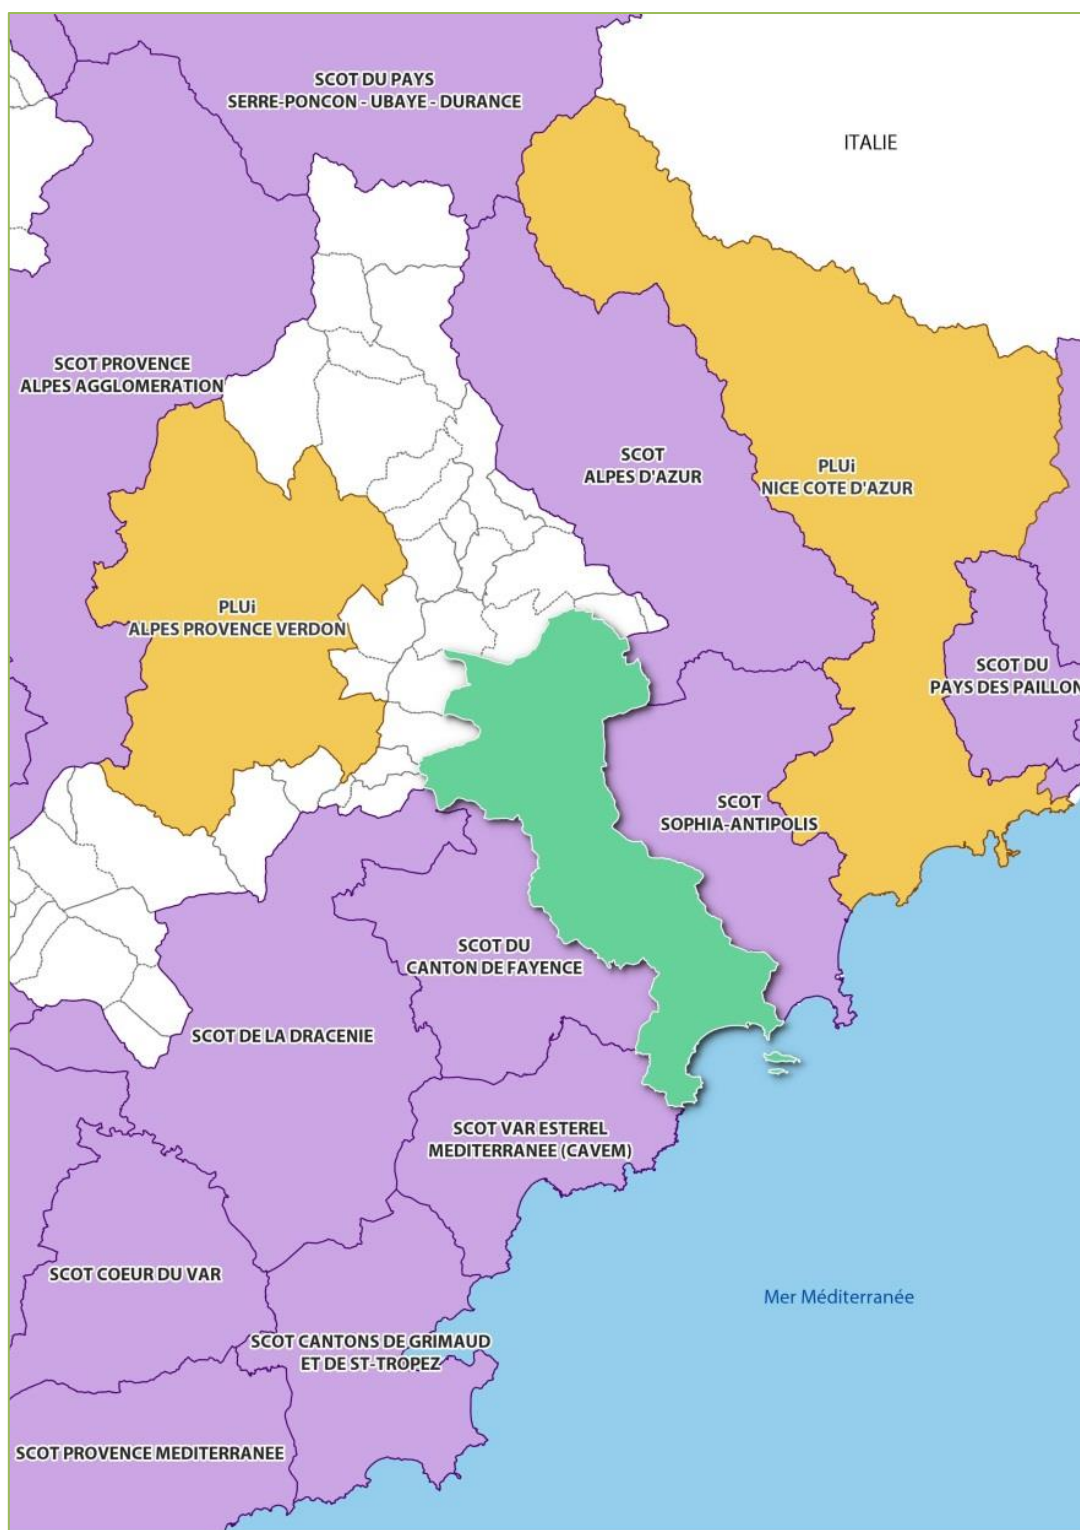 SCOT DU PAYS
SERRE-PONCON - UBAYE - DURANCE
ITALIE
SCOT PROVENCE
ALPES AGGLOMERATION
SCOT
ALPES D'AZUR
PLUi
NICE COTE D'AZUR
PLUi
ALPES PROVENCE VERDON
SCOT DU
PAYS DES PAILLON
SCOT
SOPHIA-ANTIPOLIS
SCOT DU
CANTON DE FAYENCE
SCOT DE LA DRACENIE
SCOT VAR ESTEREL
MEDITERRANEE (CAVEM)
SCOT COEUR DU VAR
Mer Méditerranée
SCOT CANTONS DE GRIMAUD
ET DE ST-TROPEZ
SCOT PROVENCE MEDITERRANEE